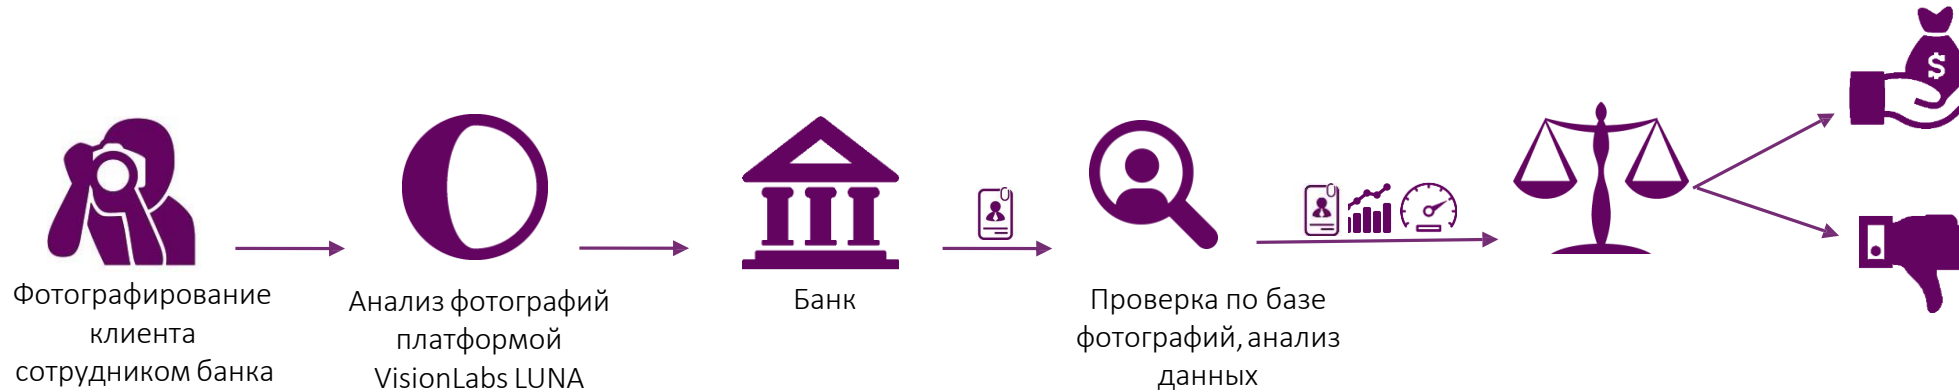 $
Фотографирование
клиента
сотрудником банка
Анализ фотографий
платформой
VisionLabs LUNA
Банк
Проверка по базе
фотографий, анализ
данных